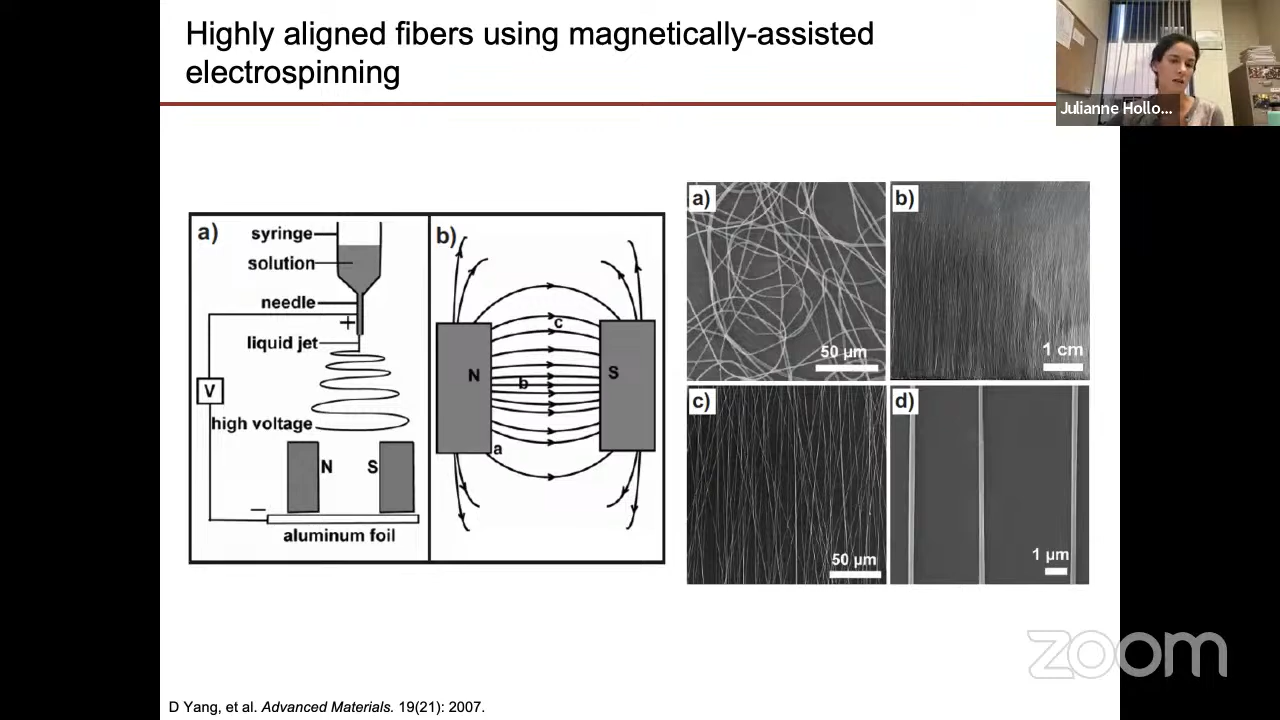 Highly aligned fibers using magnetically-assisted
electrospinning
Julianne Hollo...
a)
syringe
solution
needle
+
liquid jet
V
high voltage
N
S
−
aluminum foil
b)
c
N
S
b
a
a)
50 µm
b)
1 cm
c)
50 µm
d)
1 µm
zoom
D Yang, et al. Advanced Materials. 19(21): 2007.